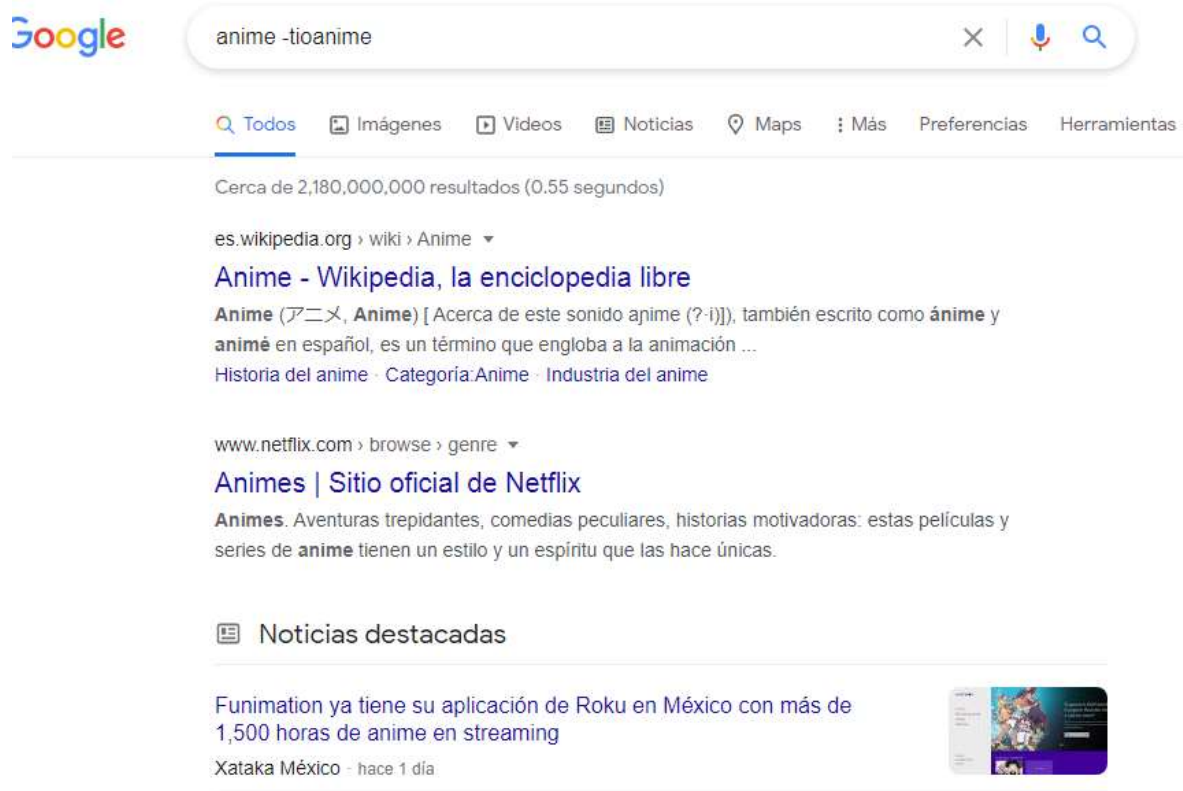 Google
anime -tioanime
Todos Imágenes Videos Noticias Maps Más Preferencias Herramientas
Cerca de 2,180,000,000 resultados (0.55 segundos)
es.wikipedia.org › wiki › Anime
Anime - Wikipedia, la enciclopedia libre
Anime (アニメ, Anime) [ Acerca de este sonido aɲime (?·i)]), también escrito como ánime y
animé en español, es un término que engloba a la animación ...
Historia del anime · Categoría:Anime · Industria del anime
www.netflix.com › browse › genre
Animes | Sitio oficial de Netflix
Animes. Aventuras trepidantes, comedias peculiares, historias motivadoras: estas películas y
series de anime tienen un estilo y un espíritu que las hace únicas.
Noticias destacadas
Funimation ya tiene su aplicación de Roku en México con más de
1,500 horas de anime en streaming
Xataka México · hace 1 día